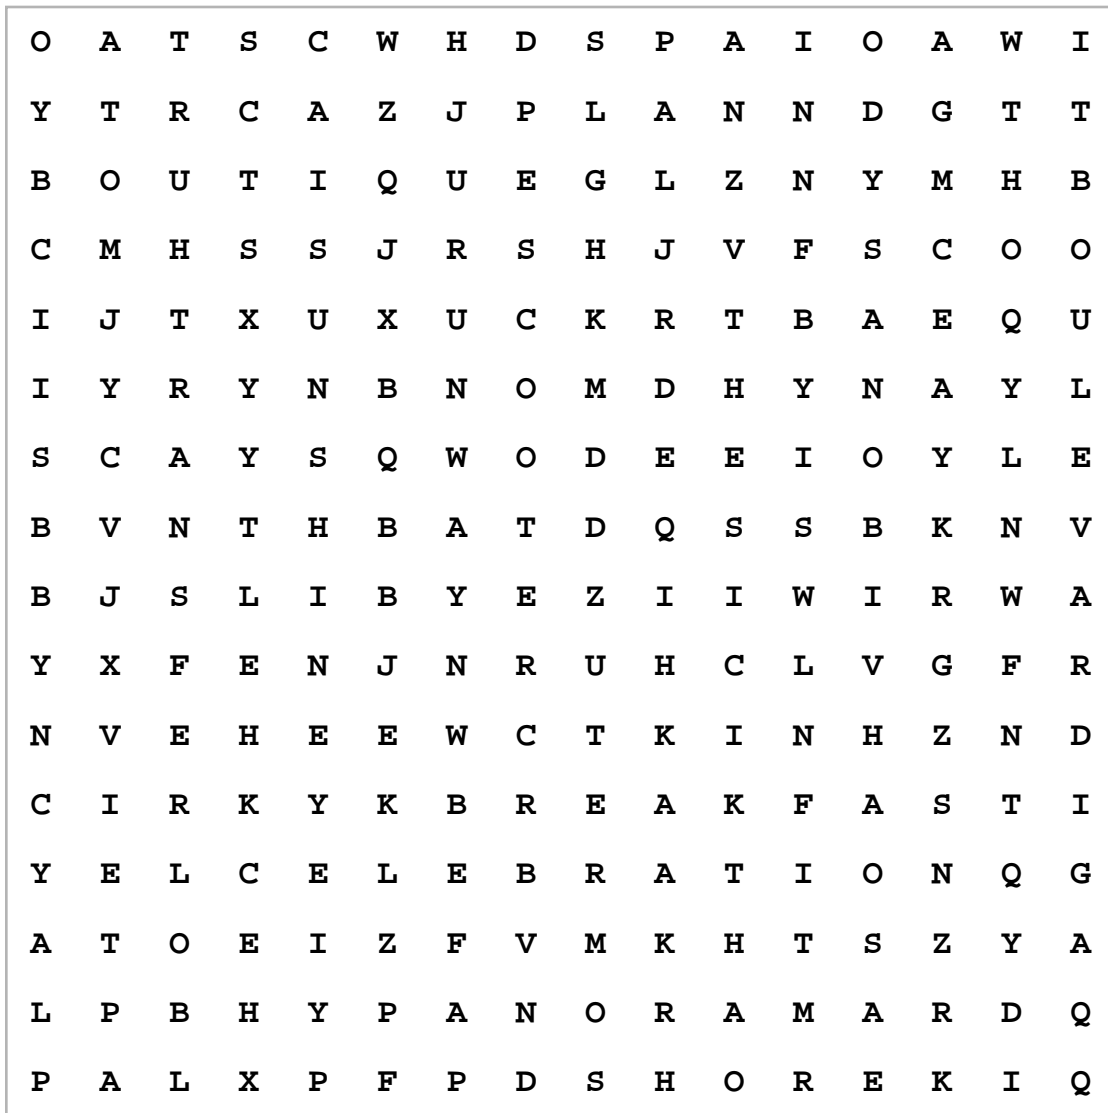 O A T S C W H D S P A I O A W I
Y T R C A Z J P L A N N D G T T
B O U T I Q U E G L Z N Y M H B
C M H S S J R S H J V F S C O O
I J T X U X U C K R T B A E Q U
I Y R Y N B N O M D H Y N A Y L
S C A Y S Q W O D E E I O Y L E
B V N T H B A T D Q S S B K N V
B J S L I B Y E Z I I W I R W A
Y X F E N J N R U H C L V G F R
N V E H E E W C T K I N H Z N D
C I R K Y K B R E A K F A S T I
Y E L C E L E B R A T I O N Q G
A T O E I Z F V M K H T S Z Y A
L P B H Y P A N O R A M A R D Q
P A L X P F P D S H O R E K I Q